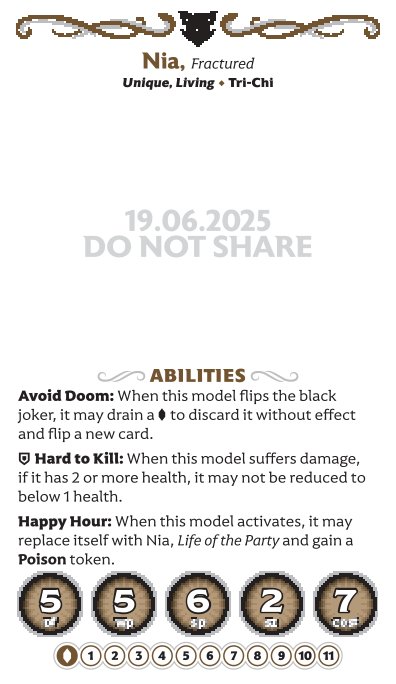 Nia, Fractured
Unique, Living ♦ Tri-Chi
19.06.2025
DO NOT SHARE
ABILITIES
Avoid Doom: When this model flips the black
joker, it may drain a to discard it without effect
and flip a new card.
Hard to Kill: When this model suffers damage,
if it has 2 or more health, it may not be reduced to
below 1 health.
Happy Hour: When this model activates, it may
replace itself with Nia, Life of the Party and gain a
Poison token.
5 5 6 2 7
Df Wp Sp Sz Cost
1 2 3 4 5 6 7 8 9 10 11